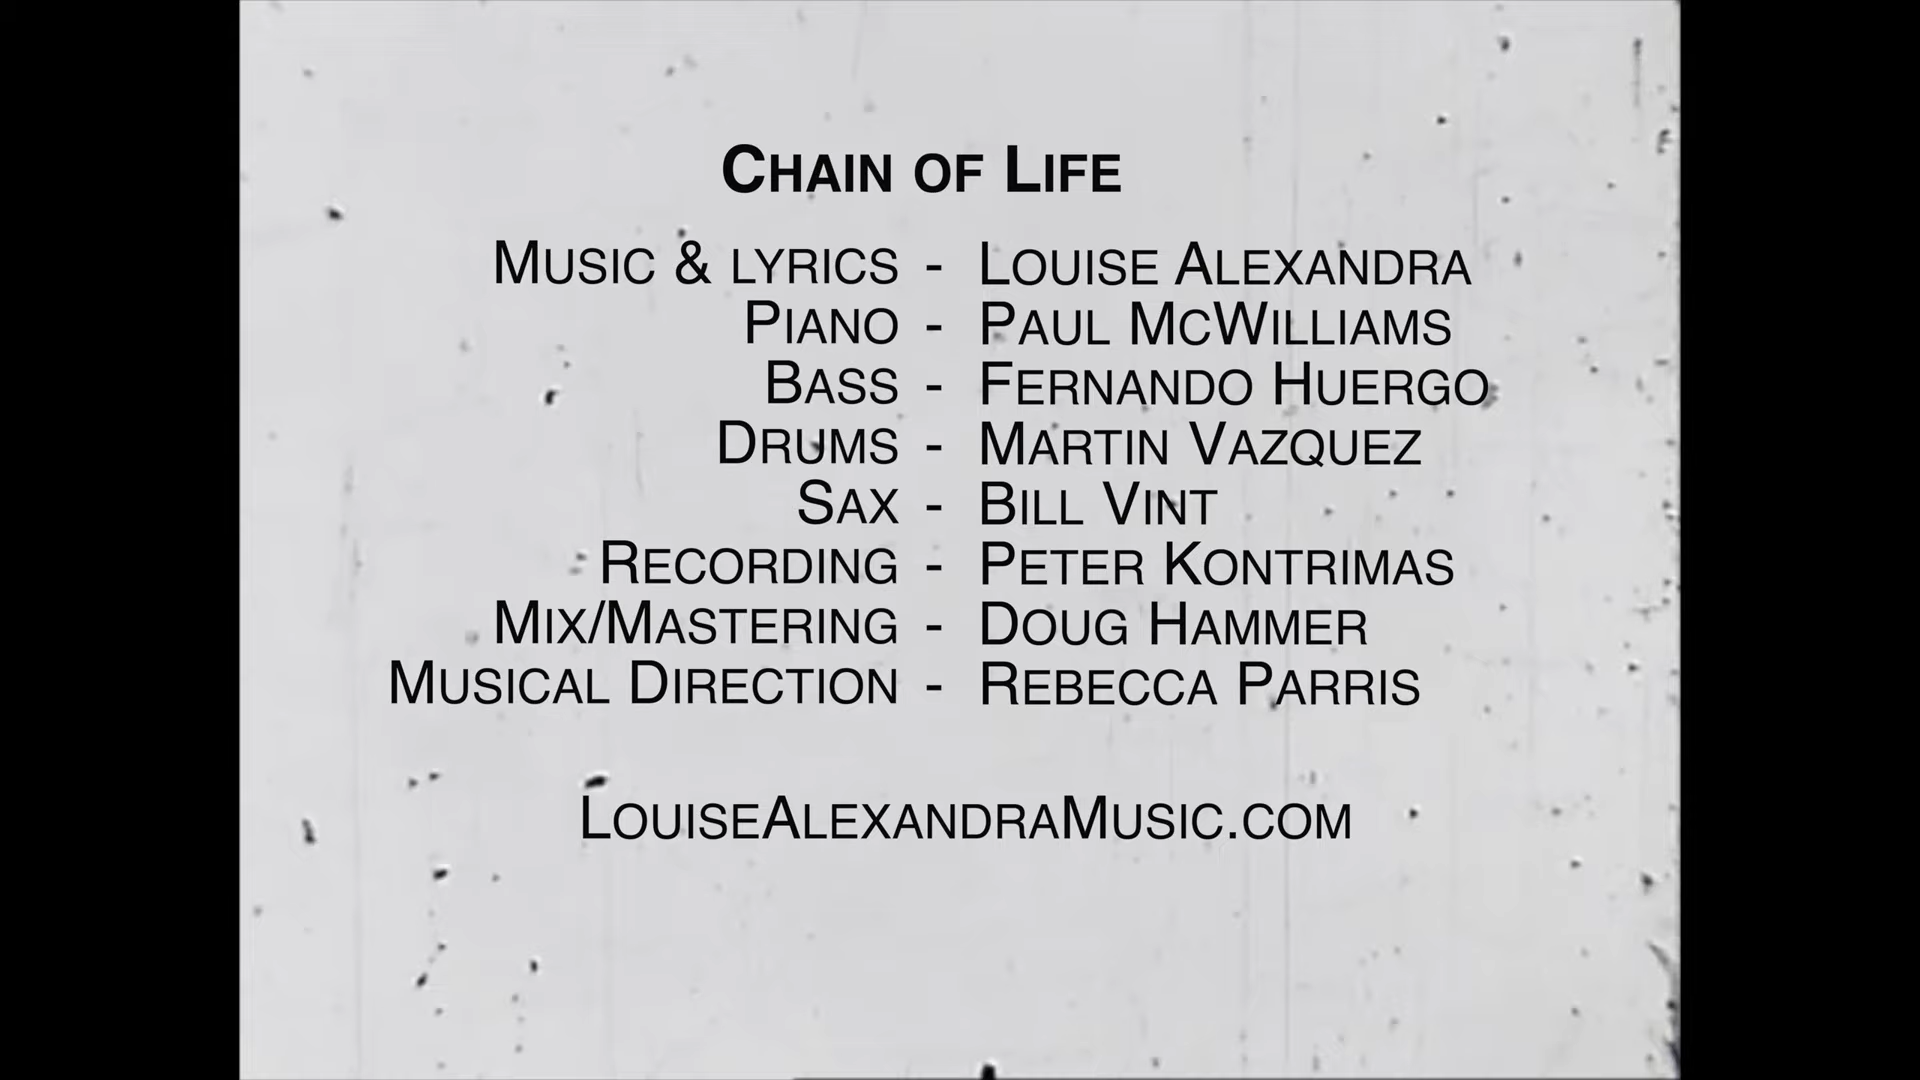 Chain of Life
Music & lyrics - Louise Alexandra
Piano - Paul McWilliams
Bass - Fernando Huergo
Drums - Martin Vazquez
Sax - Bill Vint
Recording - Peter Kontrimas
Mix/Mastering - Doug Hammer
Musical Direction - Rebecca Parris
LouiseAlexandraMusic.com